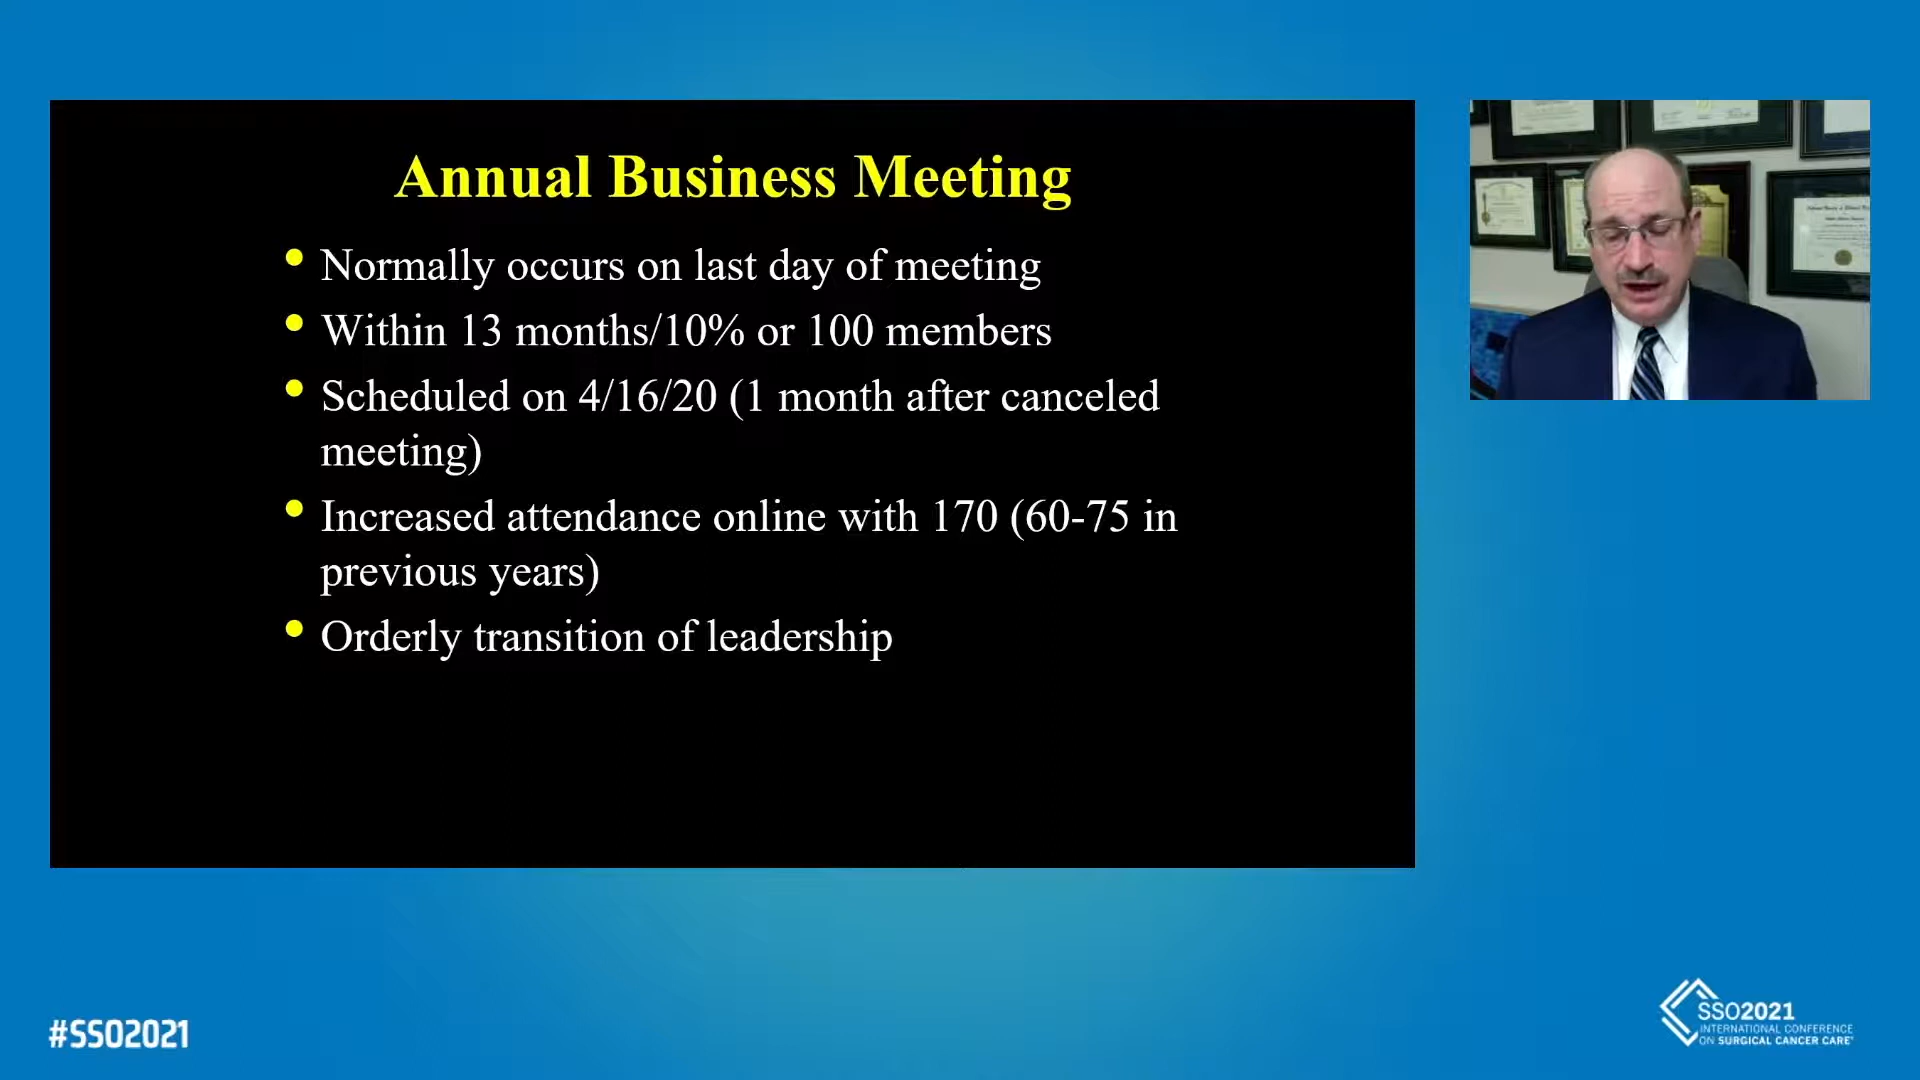 Annual Business Meeting
• Normally occurs on last day of meeting
• Within 13 months/10% or 100 members
• Scheduled on 4/16/20 (1 month after canceled
meeting)
• Increased attendance online with 170 (60-75 in
previous years)
• Orderly transition of leadership
#SSO2021
SSO2021
INTERNATIONAL CONFERENCE
ON SURGICAL CANCER CARE